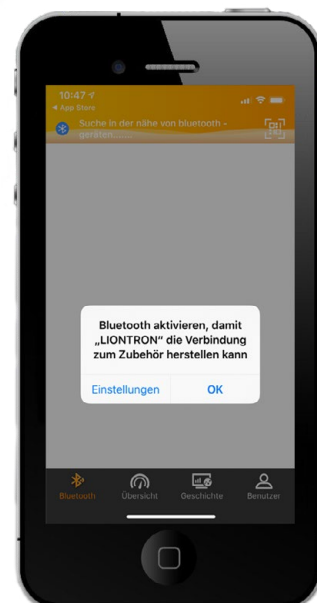 10:47
◀ App Store
Suche in der nähe von bluetooth -
geräten......
Bluetooth aktivieren, damit
„LIONTRON“ die Verbindung
zum Zubehör herstellen kann
Einstellungen
OK
Bluetooth
Übersicht
Geschichte
Benutzer